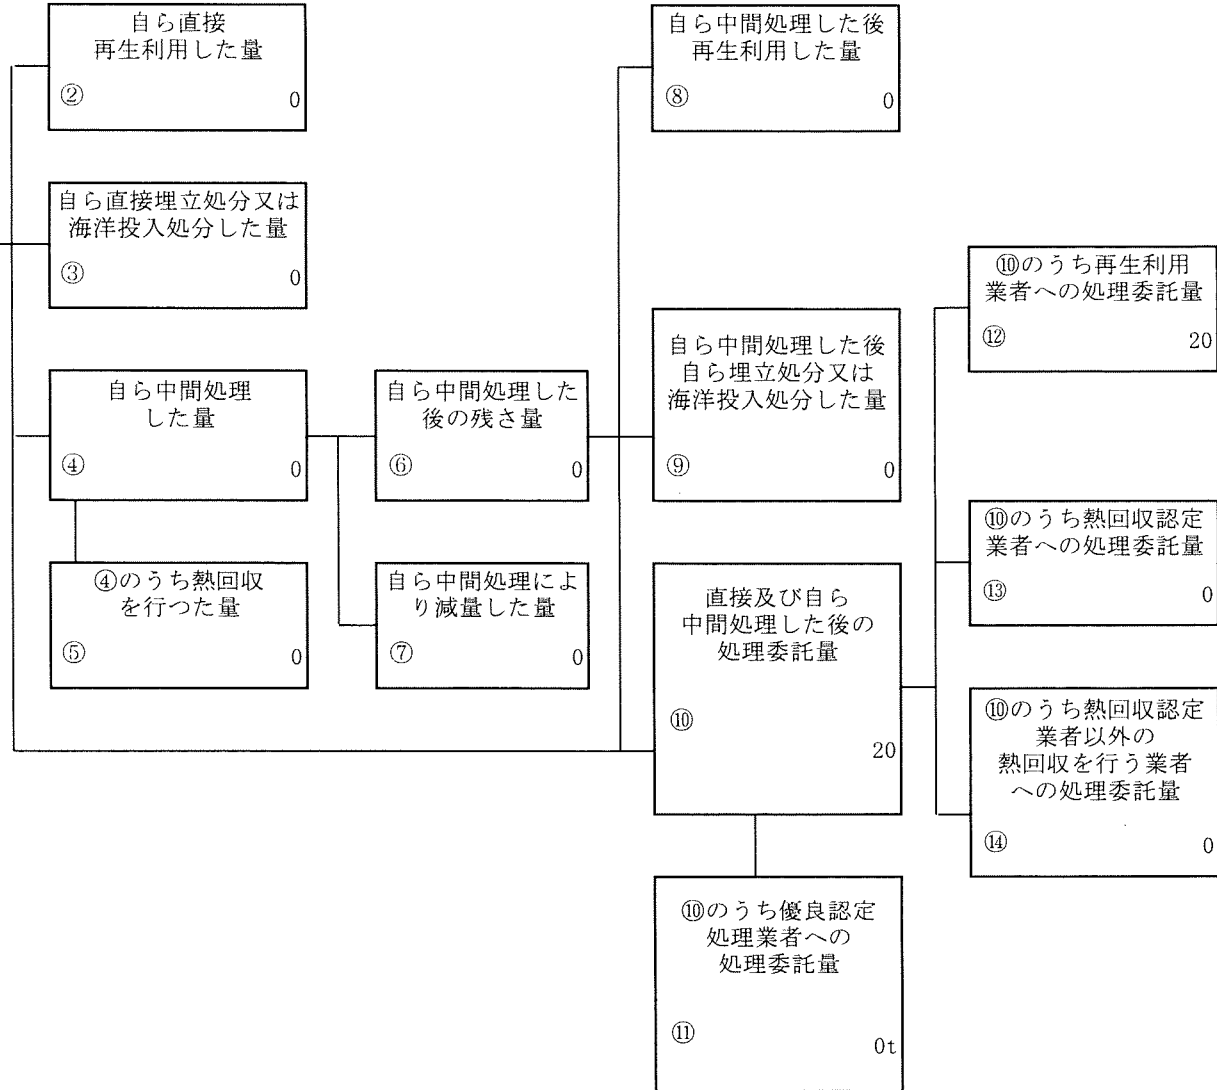 自ら直接
再生利用した量
② 0
自ら直接埋立処分又は
海洋投入処分した量
③ 0
自ら中間処理
した量
④ 0
④のうち熱回収
を行つた量
⑤ 0
自ら中間処理した
後の残さ量
⑥ 0
自ら中間処理によ
り減量した量
⑦ 0
自ら中間処理した後
再生利用した量
⑧ 0
自ら中間処理した後
自ら埋立処分又は
海洋投入処分した量
⑨ 0
直接及び自ら
中間処理した後の
処理委託量
⑩ 20
⑩のうち優良認定
処理業者への
処理委託量
⑪ 0t
⑩のうち再生利用
業者への処理委託量
⑫ 20
⑩のうち熱回収認定
業者への処理委託量
⑬ 0
⑩のうち熱回収認定
業者以外の
熱回収を行う業者
への処理委託量
⑭ 0